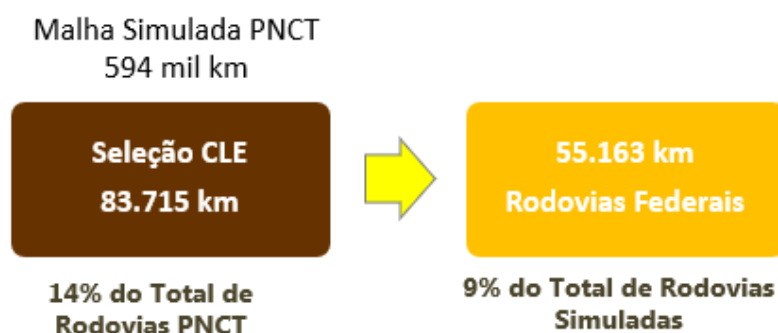 Malha Simulada PNCT
594 mil km
Seleção CLE
83.715 km
14% do Total de
Rodovias PNCT
55.163 km
Rodovias Federais
9% do Total de Rodovias
Simuladas